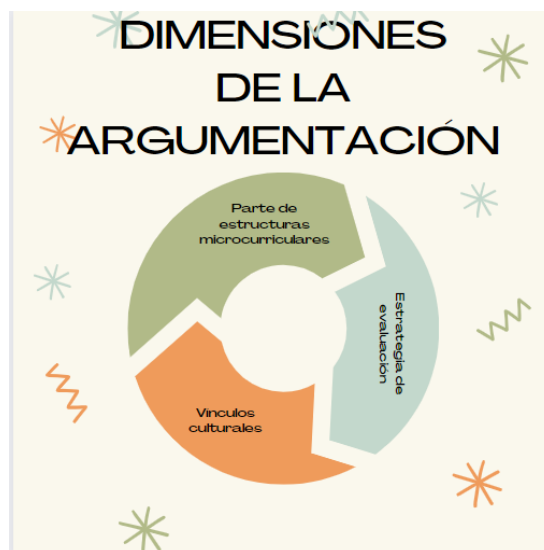 DIMENSIONES
DE LA
ARGUMENTACIÓN
Parte de
estructuras
microcurriculares
Estrategia de
evaluación
Vinculos
culturales